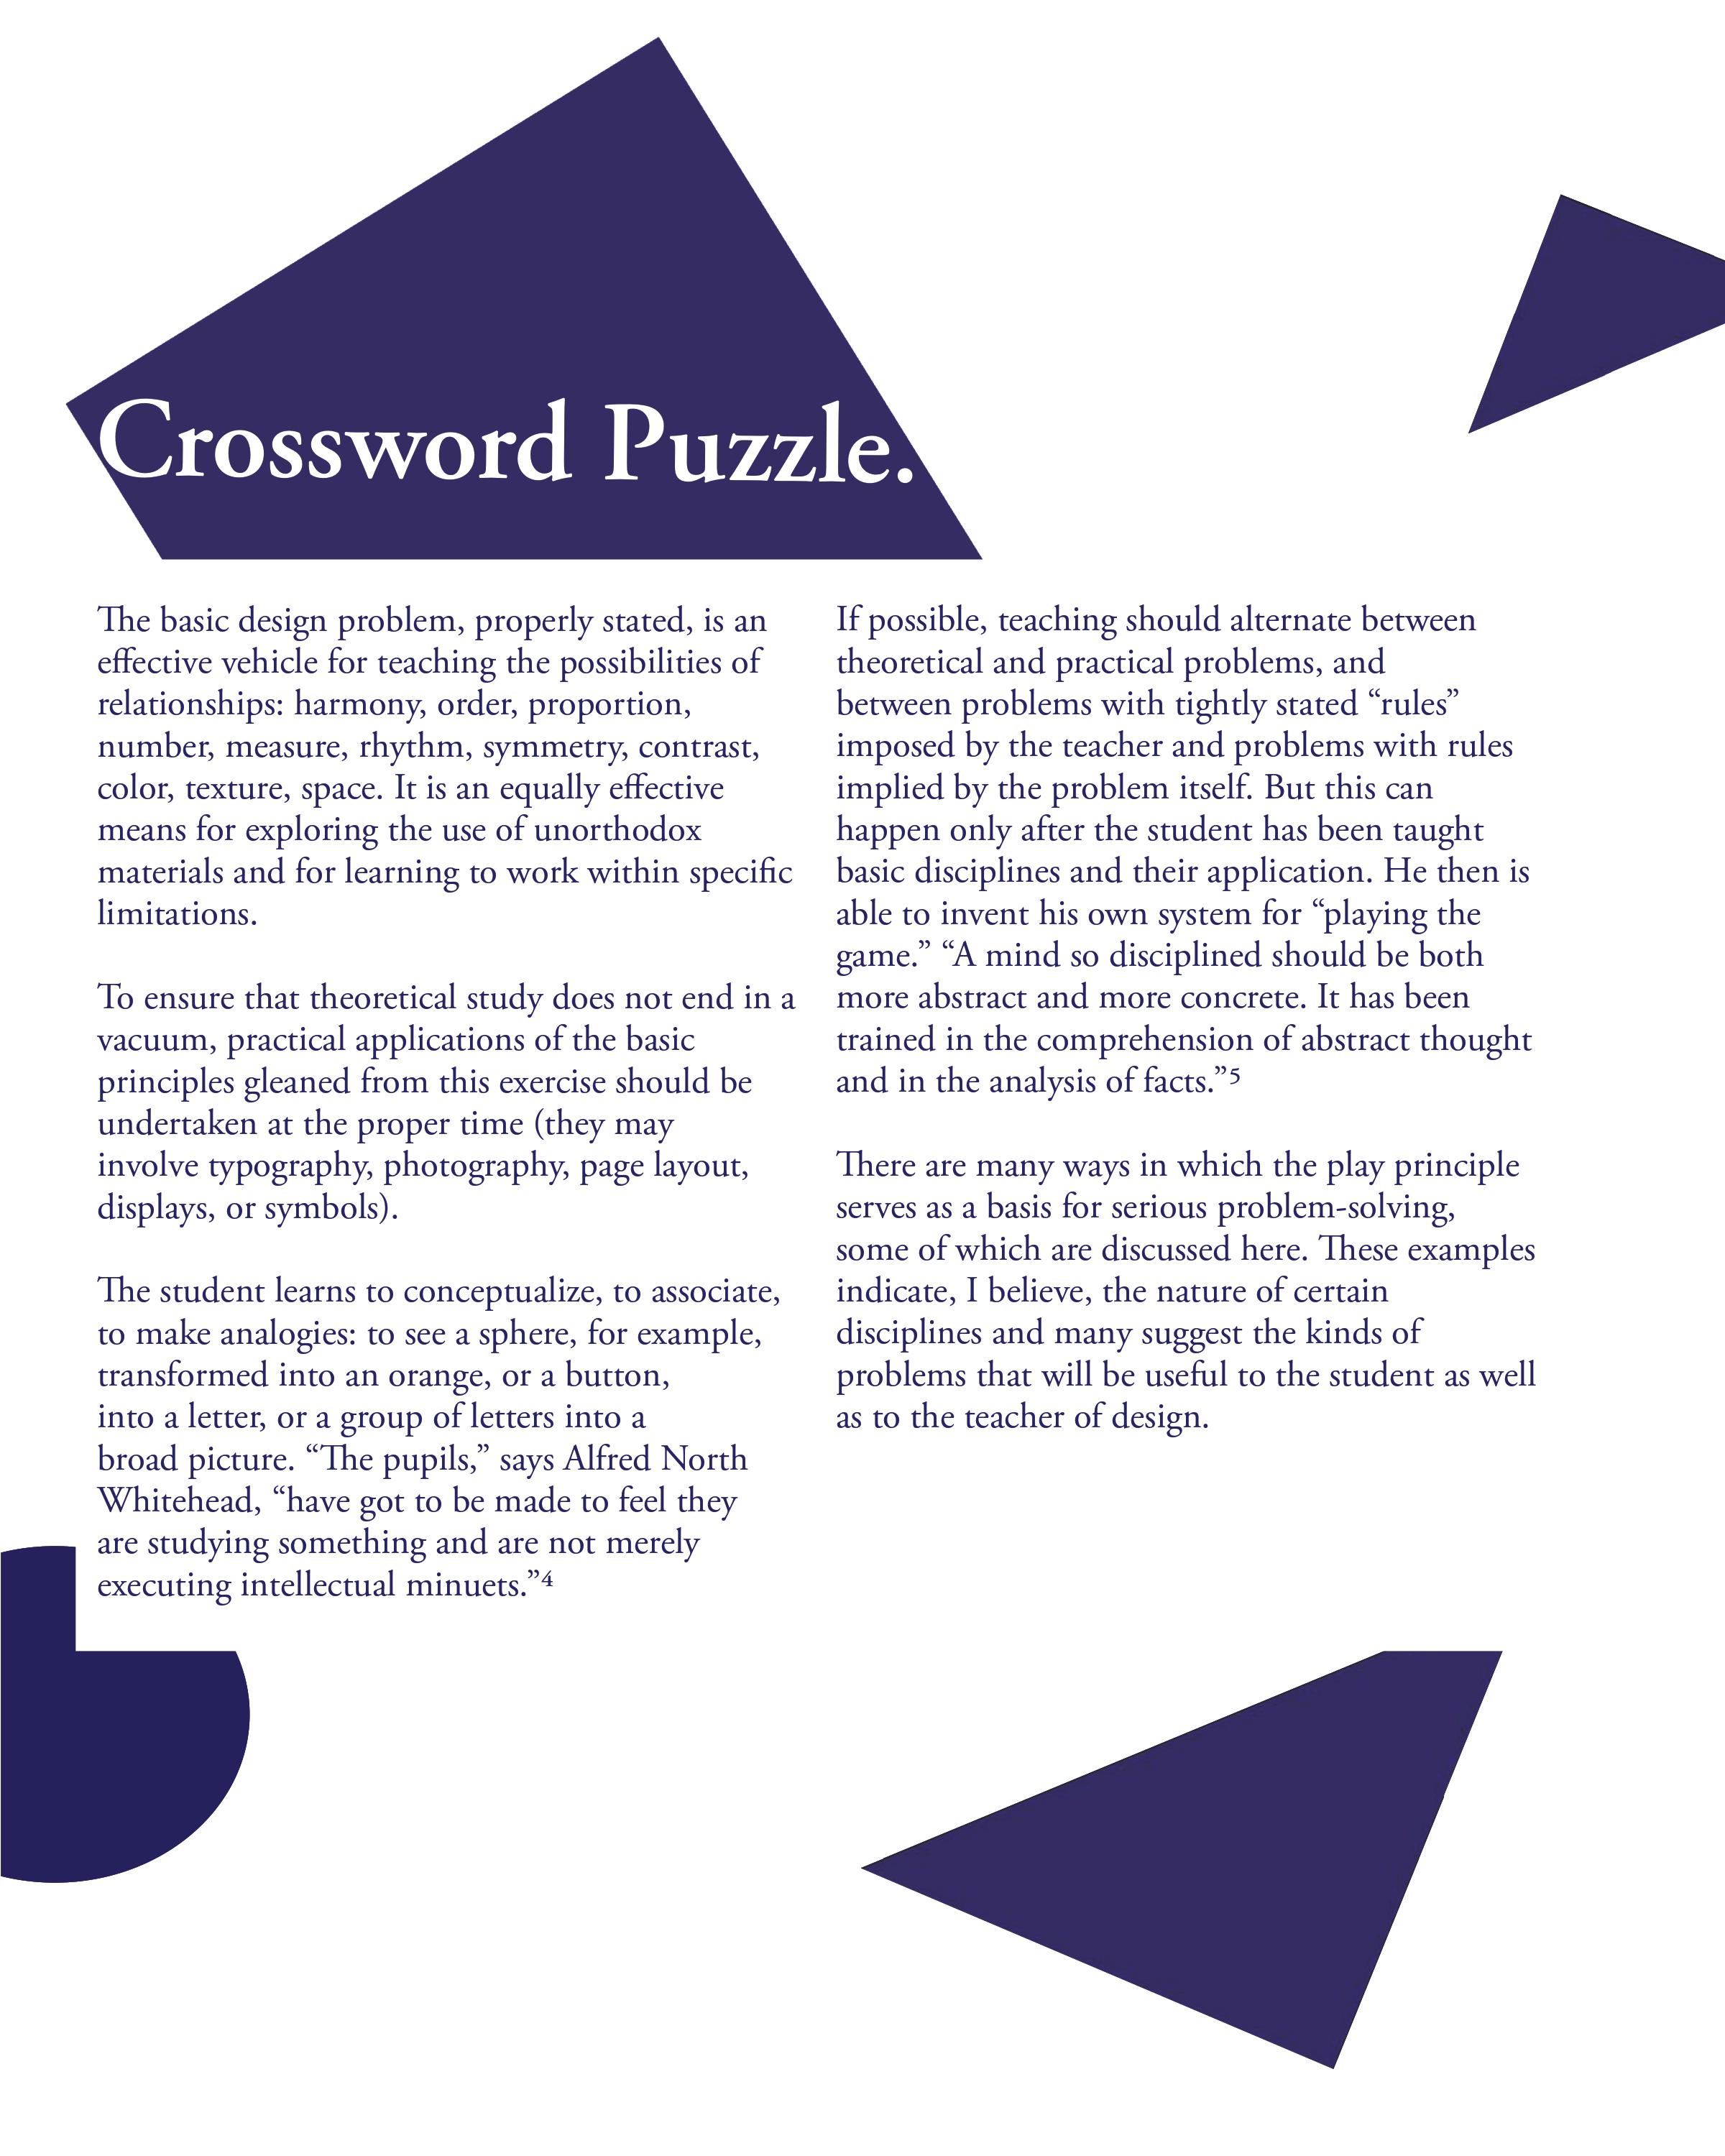 Crossword Puzzle.
The basic design problem, properly stated, is an
effective vehicle for teaching the possibilities of
relationships: harmony, order, proportion,
number, measure, rhythm, symmetry, contrast,
color, texture, space. It is an equally effective
means for exploring the use of unorthodox
materials and for learning to work within specific
limitations.
To ensure that theoretical study does not end in a
vacuum, practical applications of the basic
principles gleaned from this exercise should be
undertaken at the proper time (they may
involve typography, photography, page layout,
displays, or symbols).
The student learns to conceptualize, to associate,
to make analogies: to see a sphere, for example,
transformed into an orange, or a button,
into a letter, or a group of letters into a
broad picture. “The pupils,” says Alfred North
Whitehead, “have got to be made to feel they
are studying something and are not merely
executing intellectual minuets.”⁴
If possible, teaching should alternate between
theoretical and practical problems, and
between problems with tightly stated “rules”
imposed by the teacher and problems with rules
implied by the problem itself. But this can
happen only after the student has been taught
basic disciplines and their application. He then is
able to invent his own system for “playing the
game.” “A mind so disciplined should be both
more abstract and more concrete. It has been
trained in the comprehension of abstract thought
and in the analysis of facts.”⁵
There are many ways in which the play principle
serves as a basis for serious problem-solving,
some of which are discussed here. These examples
indicate, I believe, the nature of certain
disciplines and many suggest the kinds of
problems that will be useful to the student as well
as to the teacher of design.